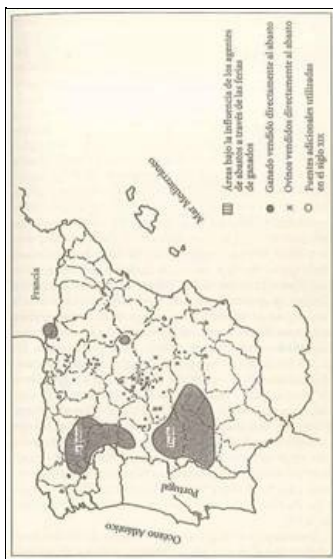 Francia
Mar Mediterráneo
Portugal
Océano Atlántico
Áreas bajo la influencia de los agentes
de abastos a través de las ferias
de ganados
Ganado vendido directamente al abasto
Ovinos vendidos directamente al abasto
Fuentes adicionales utilizadas
en el siglo XIX